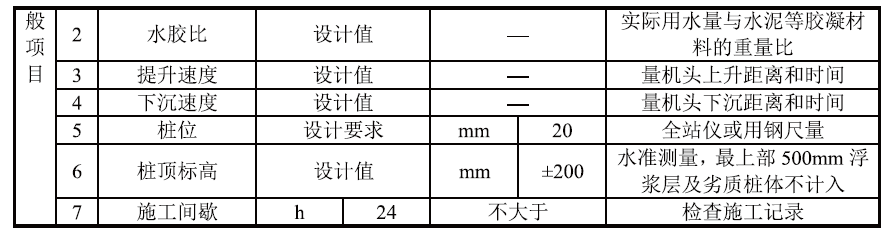 般项目
2 水胶比 设计值 — 实际用水量与水泥等胶凝材
料的重量比
3 提升速度 设计值 — 量机头上升距离和时间
4 下沉速度 设计值 — 量机头下沉距离和时间
5 桩位 设计要求 mm 20 全站仪或用钢尺量
6 桩顶标高 设计值 mm ±200 水准测量，最上部 500mm 浮
浆层及劣质桩体不计入
7 施工间歇 h 24 不大于 检查施工记录